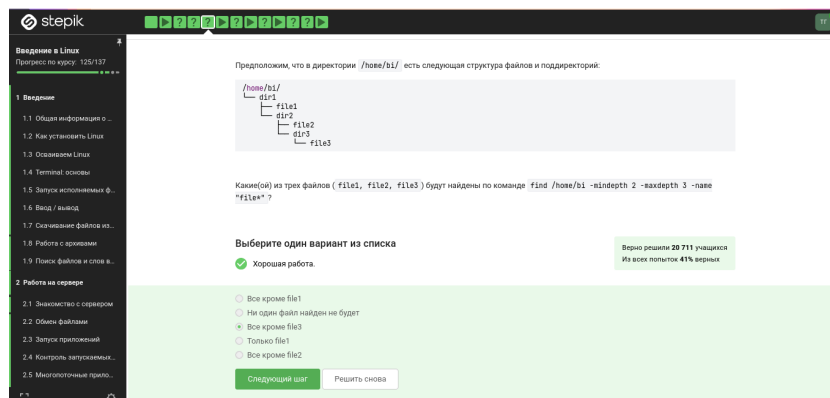 stepik
ТГ
Введение в Linux
Прогресс по курсу: 125/137
1 Введение
1.1 Общая информация о ...
1.2 Как установить Linux
1.3 Осваиваем Linux
1.4 Terminal: основы
1.5 Запуск исполняемых ф...
1.6 Ввод / вывод
1.7 Скачивание файлов из...
1.8 Работа с архивами
1.9 Поиск файлов и слов в...
2 Работа на сервере
2.1 Знакомство с сервером
2.2 Обмен файлами
2.3 Запуск приложений
2.4 Контроль запускаемых...
2.5 Многопоточные прило...
Предположим, что в директории /home/bi/ есть следующая структура файлов и поддиректорий:
/home/bi/
└── dir1
├── file1
└── dir2
├── file2
└── dir3
└── file3
Какие(ой) из трех файлов ( file1, file2, file3 ) будут найдены по команде find /home/bi -mindepth 2 -maxdepth 3 -name
"file*" ?
Выберите один вариант из списка
Хорошая работа.
Верно решили 20 711 учащихся
Из всех попыток 41% верных
Все кроме file1
Ни один файл найден не будет
Все кроме file3
Только file1
Все кроме file2
Следующий шаг
Решить снова